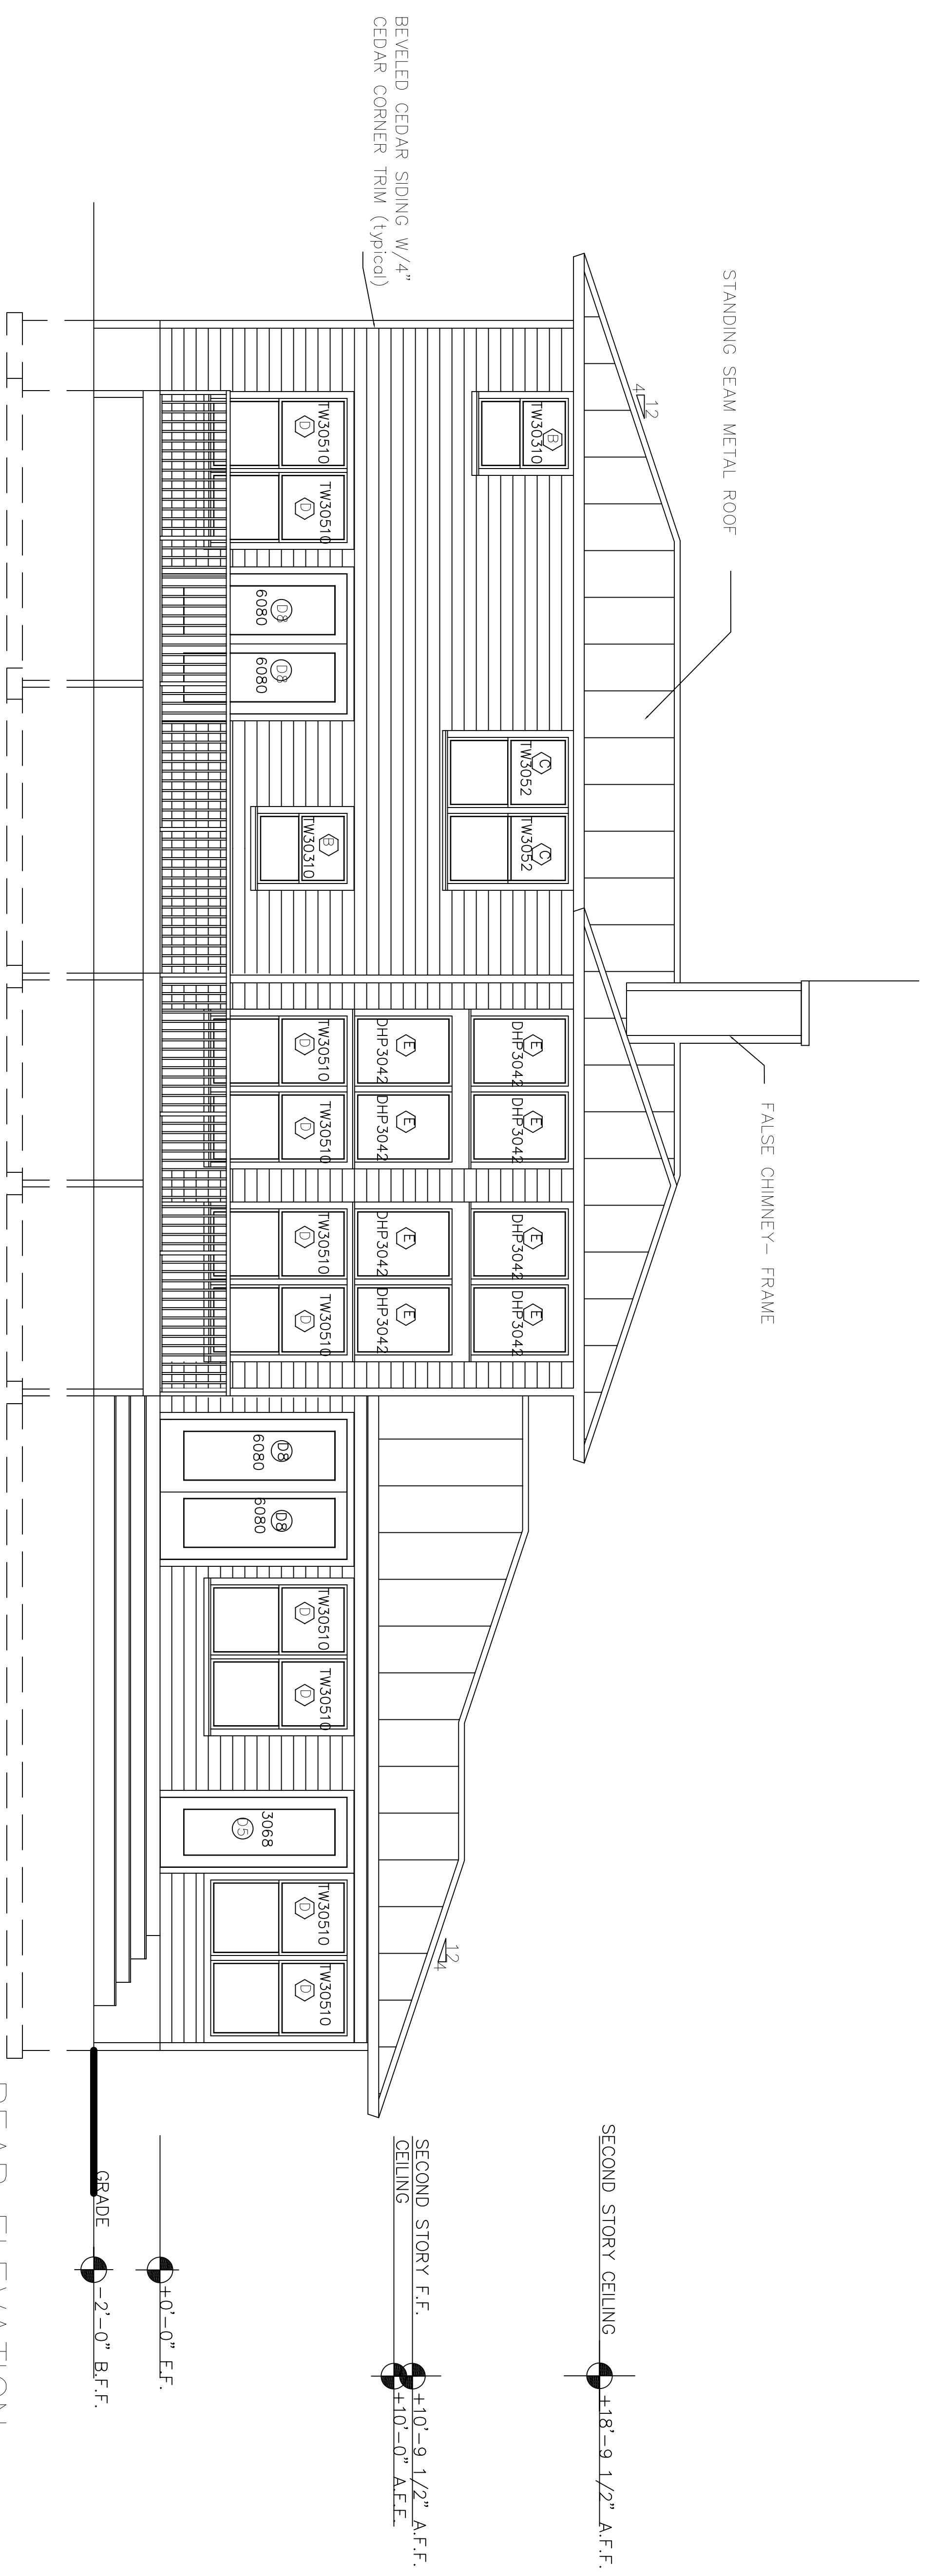 STANDING SEAM METAL ROOF
FALSE CHIMNEY- FRAME
12
4
BEVELED CEDAR SIDING W/4"
CEDAR CORNER TRIM (typical)
B
TW30310
C
TW3052
C
TW3052
E
DHP3042
E
DHP3042
E
DHP3042
E
DHP3042
SECOND STORY CEILING
+18'-9 1/2" A.F.F.
12
4
E
DHP3042
E
DHP3042
E
DHP3042
E
DHP3042
SECOND STORY F.F.
+10'-9 1/2" A.F.F.
CEILING
+10'-0" A.F.F.
TW30510
D
TW30510
D
D8
6080
D8
6080
B
TW30310
TW30510
D
TW30510
D
TW30510
D
TW30510
D
D8
6080
D8
6080
TW30510
D
TW30510
D
3068
D5
TW30510
D
TW30510
D
+0'-0" F.F.
GRADE
-2'-0" B.F.F.
REAR ELEVATION